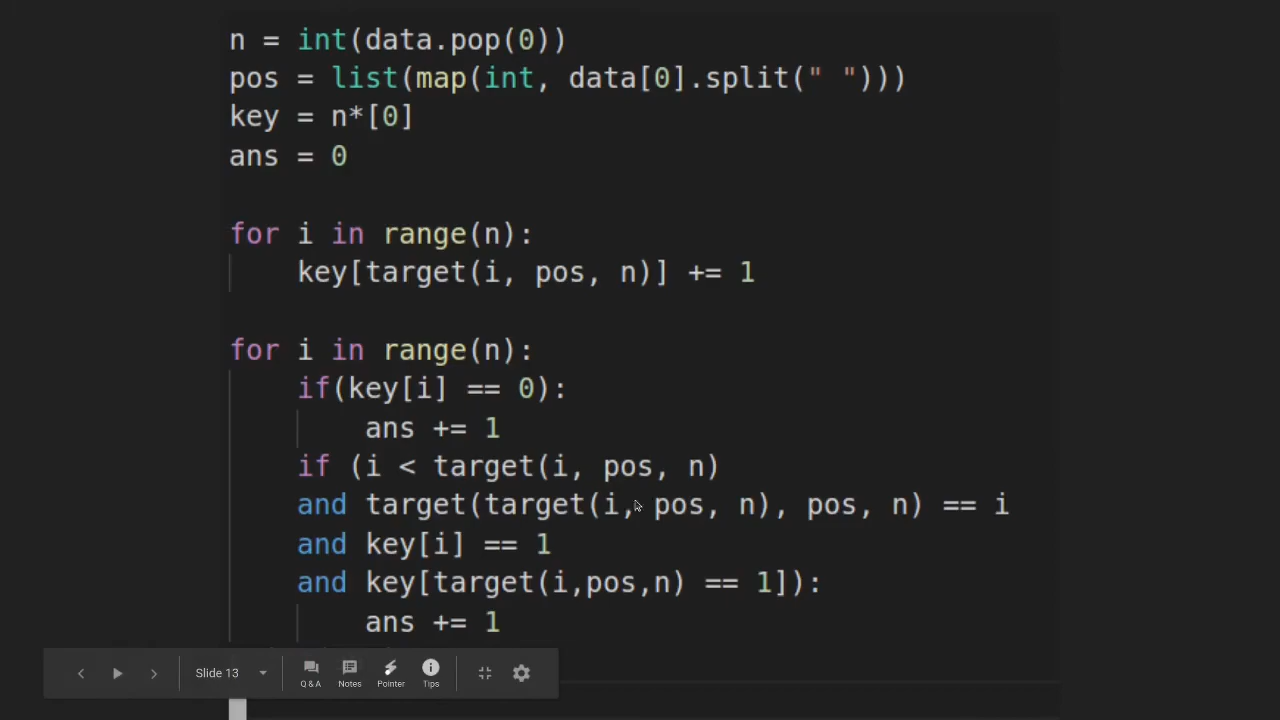 n = int(data.pop(0))
pos = list(map(int, data[0].split(" ")))
key = n*[0]
ans = 0
for i in range(n):
key[target(i, pos, n)] += 1
for i in range(n):
if(key[i] == 0):
ans += 1
if (i < target(i, pos, n)
and target(target(i, pos, n), pos, n) == i
and key[i] == 1
and key[target(i,pos,n) == 1]):
ans += 1
Slide 13
Q&A
Notes
Pointer
Tips